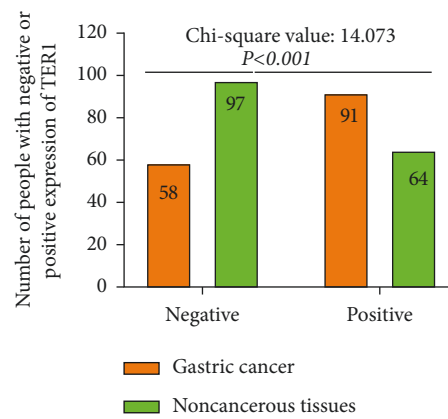 Number of people with negative or
positive expression of TER1
120
100
80
60
40
20
0
Chi-square value: 14.073
P<0.001
58
97
91
64
Negative
Positive
Gastric cancer
Noncancerous tissues